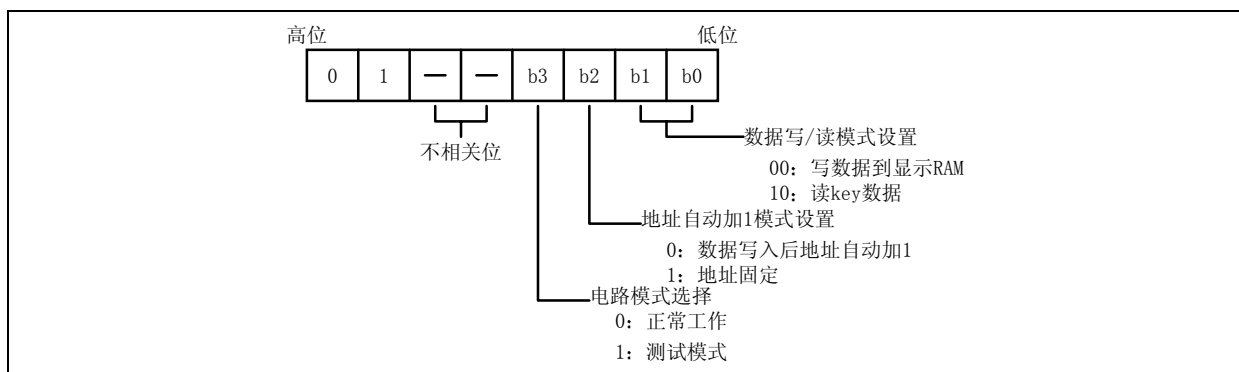 高位 低位
0 1 — — b3 b2 b1 b0
数据写/读模式设置
不相关位
00: 写数据到显示RAM
10: 读key数据
地址自动加1模式设置
0: 数据写入后地址自动加1
1: 地址固定
电路模式选择
0: 正常工作
1: 测试模式